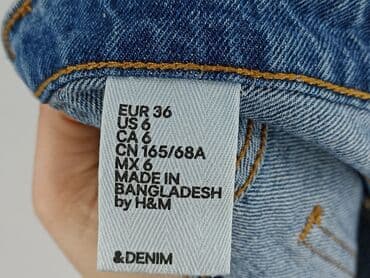 EUR 36
US 6
CA 6
CN 165/68A
MX 6
MADE IN
BANGLADESH
by H&M
&DENIM